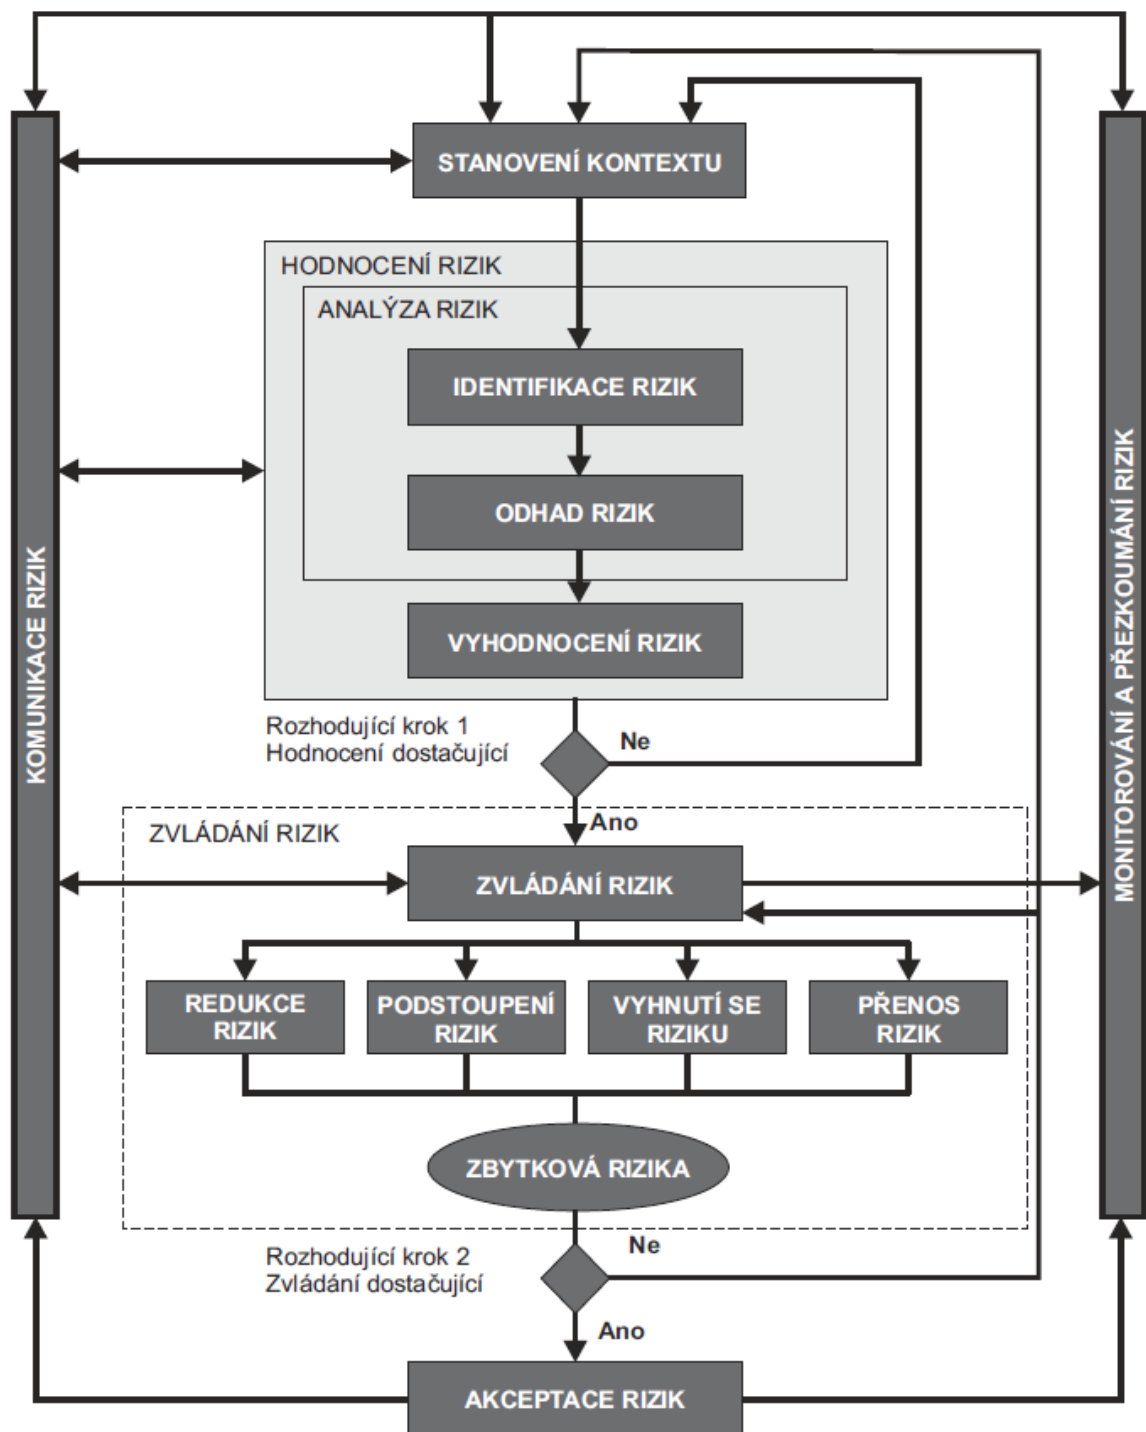 STANOVENÍ KONTEXTU
HODNOCENÍ RIZIK
ANALÝZA RIZIK
IDENTIFIKACE RIZIK
ODHAD RIZIK
VYHODNOCENÍ RIZIK
KOMUNIKACE RIZIK
MONITOROVÁNÍ A PŘEZKOUMÁNÍ RIZIK
Rozhodující krok 1
Hodnocení dostačující
Ne
Ano
ZVLÁDÁNÍ RIZIK
ZVLÁDÁNÍ RIZIK
REDUKCE
RIZIK
PODSTOUPENÍ
RIZIK
VYHNUTÍ SE
RIZIKU
PŘENOS
RIZIK
ZBYTKOVÁ RIZIKA
Rozhodující krok 2
Zvládání dostačující
Ne
Ano
AKCEPTACE RIZIK